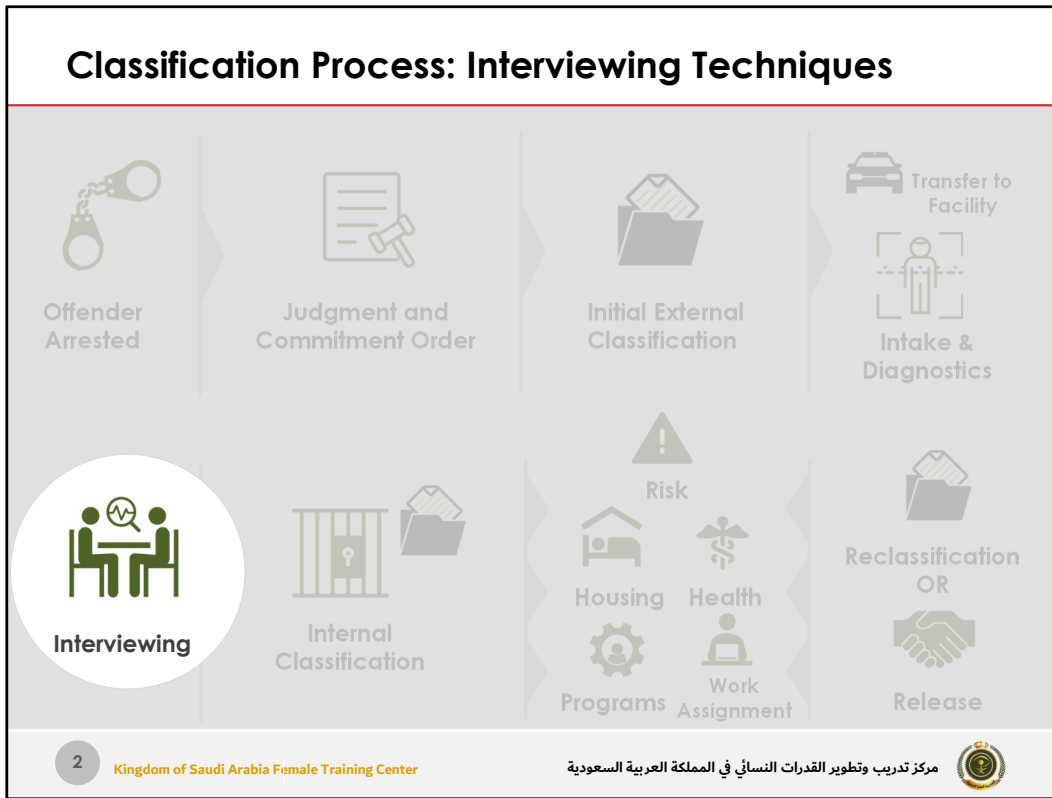 Classification Process: Interviewing Techniques
Offender
Arrested
Judgment and
Commitment Order
Initial External
Classification
Transfer to
Facility
Intake &
Diagnostics
Interviewing
Internal
Classification
Risk
Housing
Health
Programs
Work
Assignment
Reclassification
OR
Release
2
Kingdom of Saudi Arabia Female Training Center
مركز تدريب وتطوير القدرات النسائي في المملكة العربية السعودية